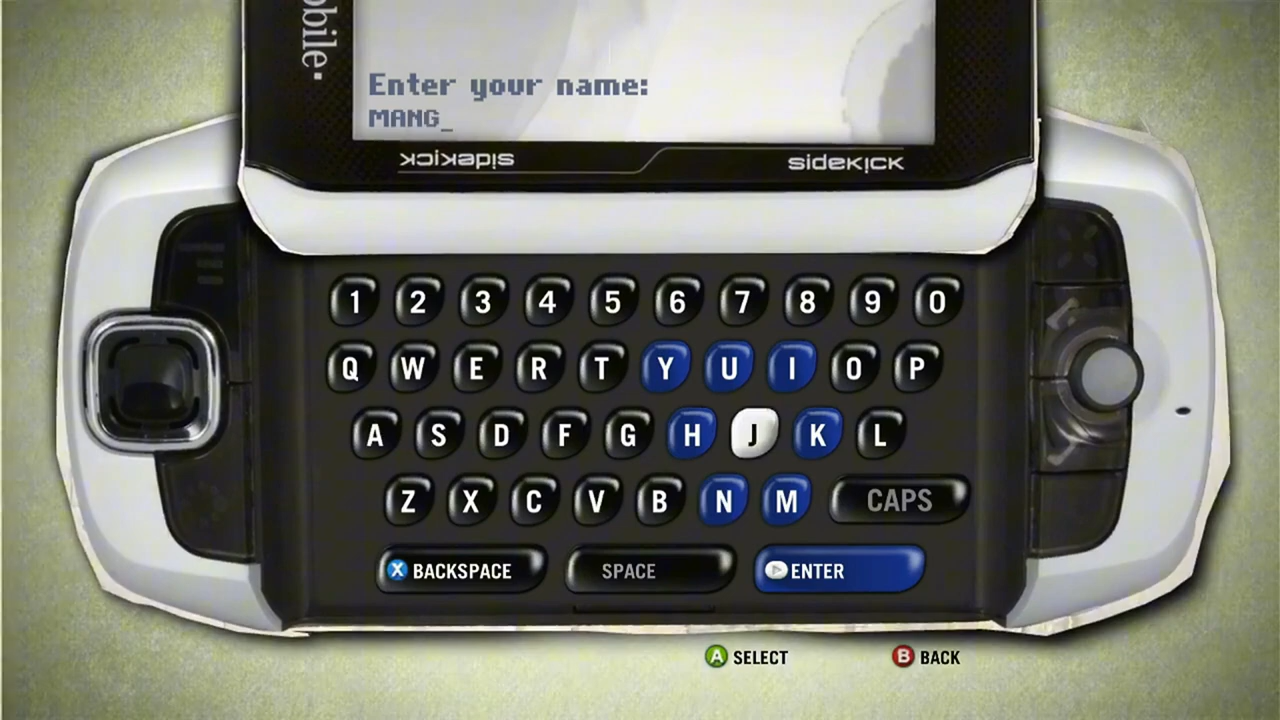 obile.
Enter your name:
MANG_
sidekick sidekick
1 2 3 4 5 6 7 8 9 0
Q W E R T Y U I O P
A S D F G H J K L
Z X C V B N M CAPS
X BACKSPACE SPACE ENTER
A SELECT B BACK